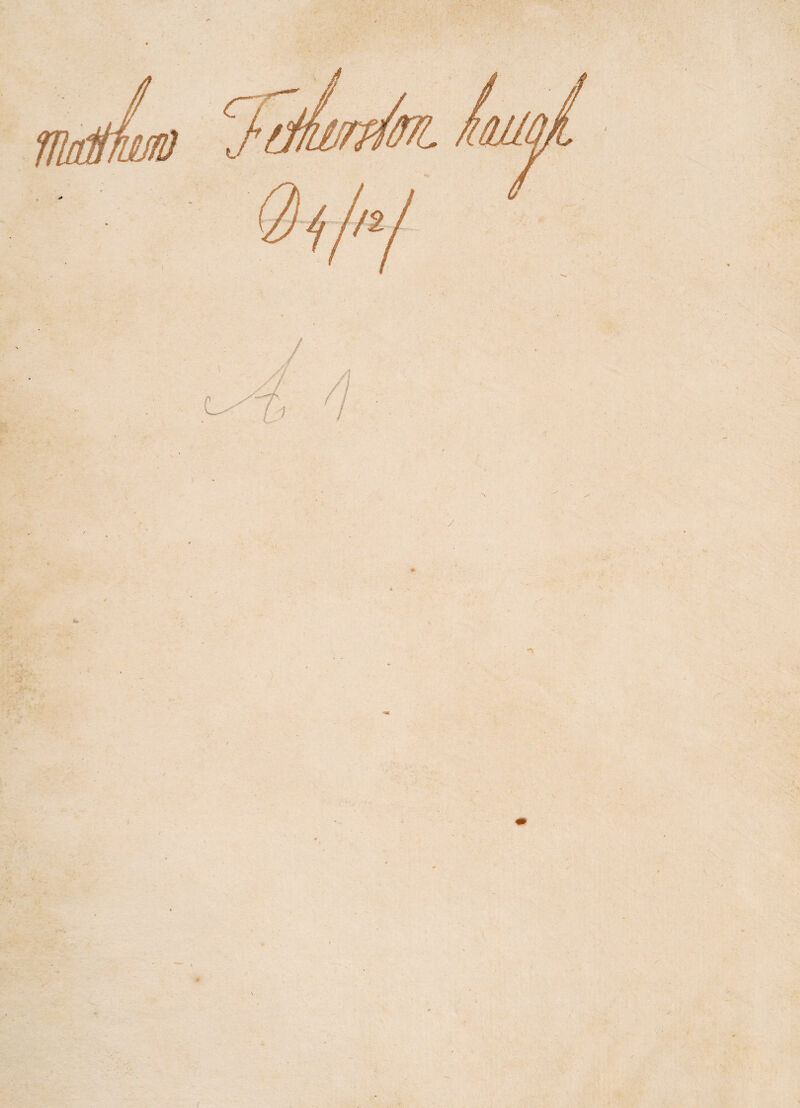 Matthew Fetherston haugh
D4/12/
A 1